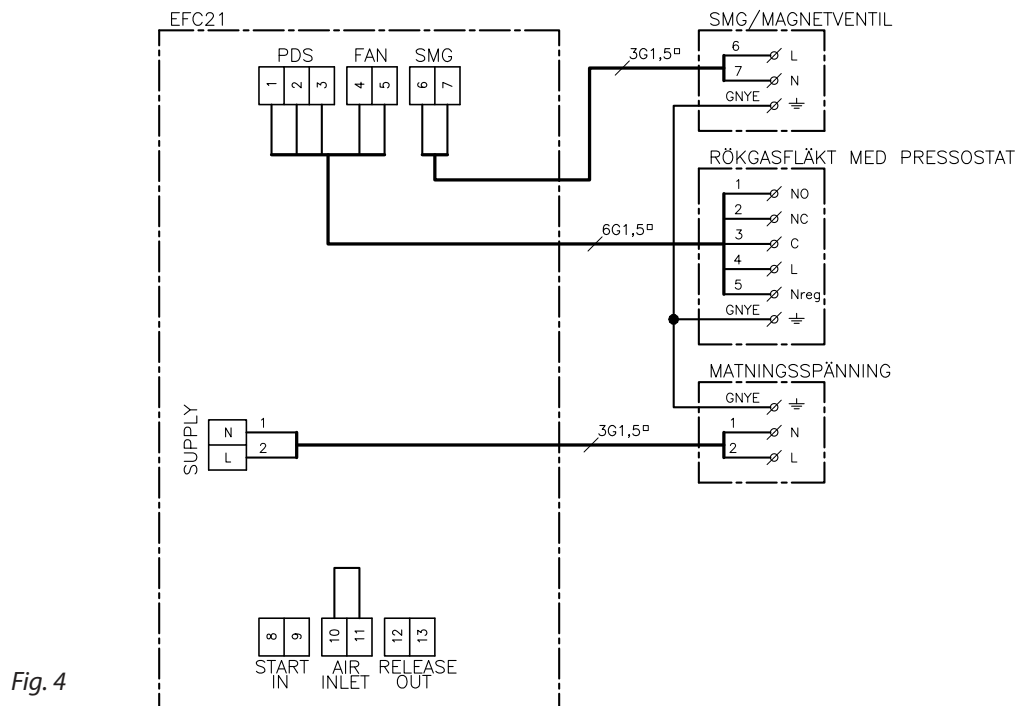 EFC21
PDS FAN SMG
1 2 3 4 5 6 7
3G1,5▫
SMG/MAGNETVENTIL
6 L
7 N
GNYE
RÖKGASFLÄKT MED PRESSOSTAT
1 NO
2 NC
3 C
4 L
5 Nreg
GNYE
6G1,5▫
MATNINGSSPÄNNING
GNYE
1 N
2 L
3G1,5▫
SUPPLY
N 1
L 2
8 9 10 11 12 13
START IN
AIR INLET
RELEASE OUT
Fig. 4